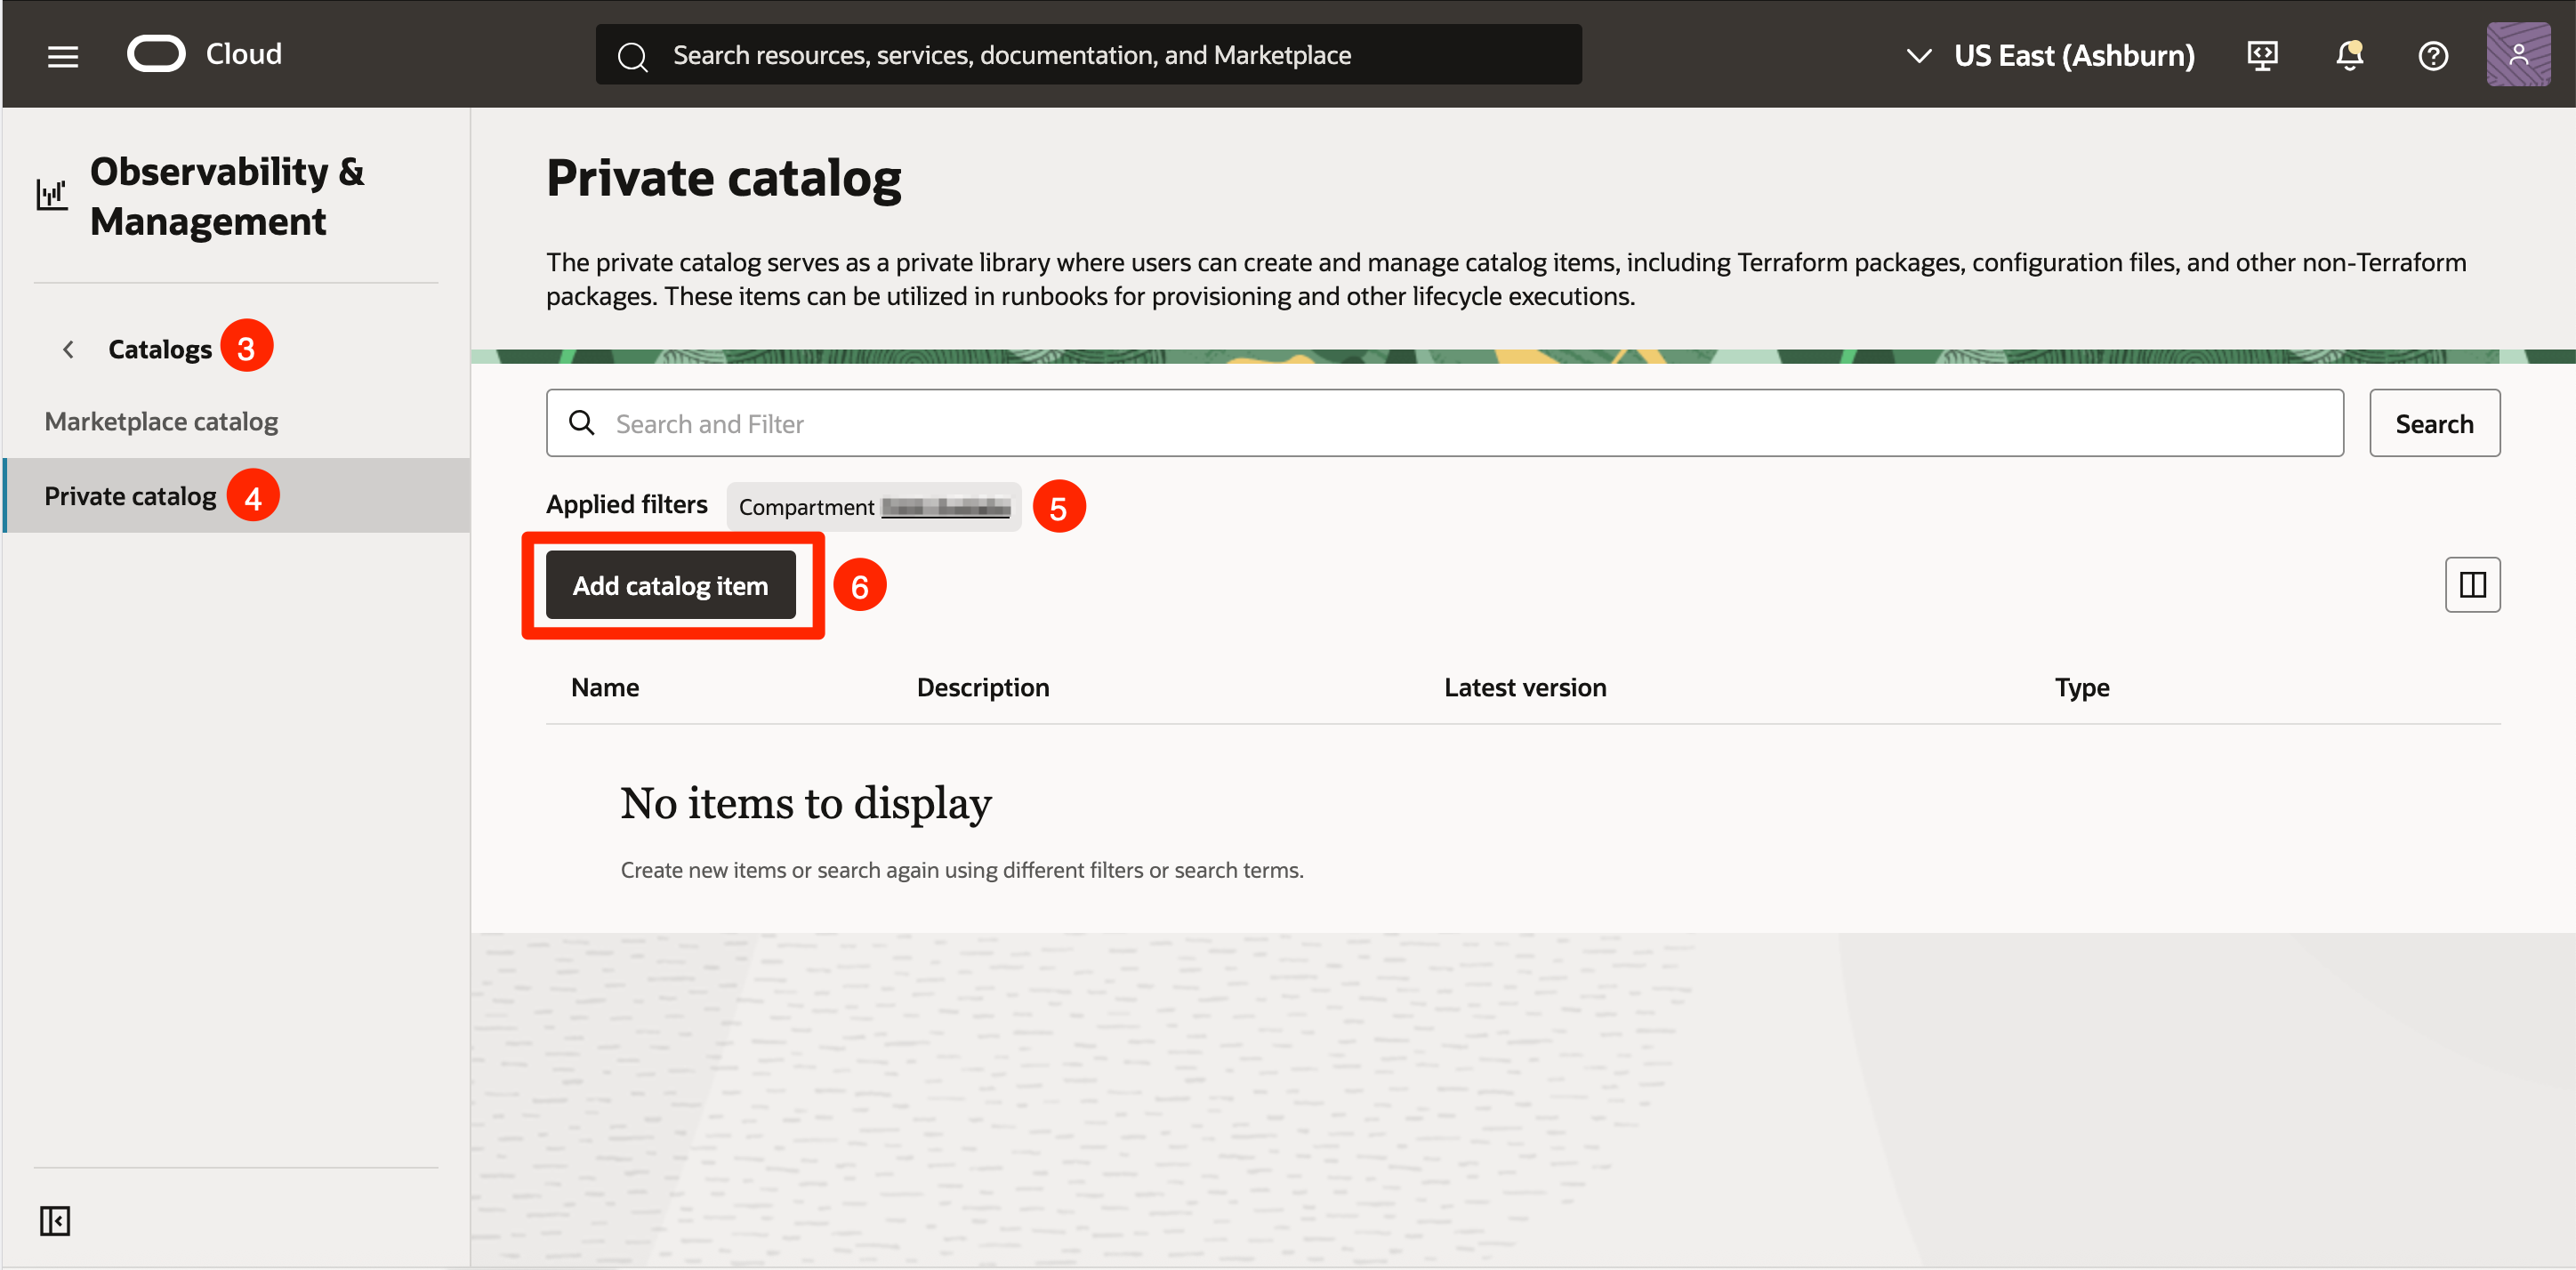 Cloud
Search resources, services, documentation, and Marketplace
US East (Ashburn)
Observability &
Management
Catalogs 3
Marketplace catalog
Private catalog 4
Private catalog
The private catalog serves as a private library where users can create and manage catalog items, including Terraform packages, configuration files, and other non-Terraform
packages. These items can be utilized in runbooks for provisioning and other lifecycle executions.
Search and Filter
Search
Applied filters Compartment 5
Add catalog item 6
Name Description Latest version Type
No items to display
Create new items or search again using different filters or search terms.